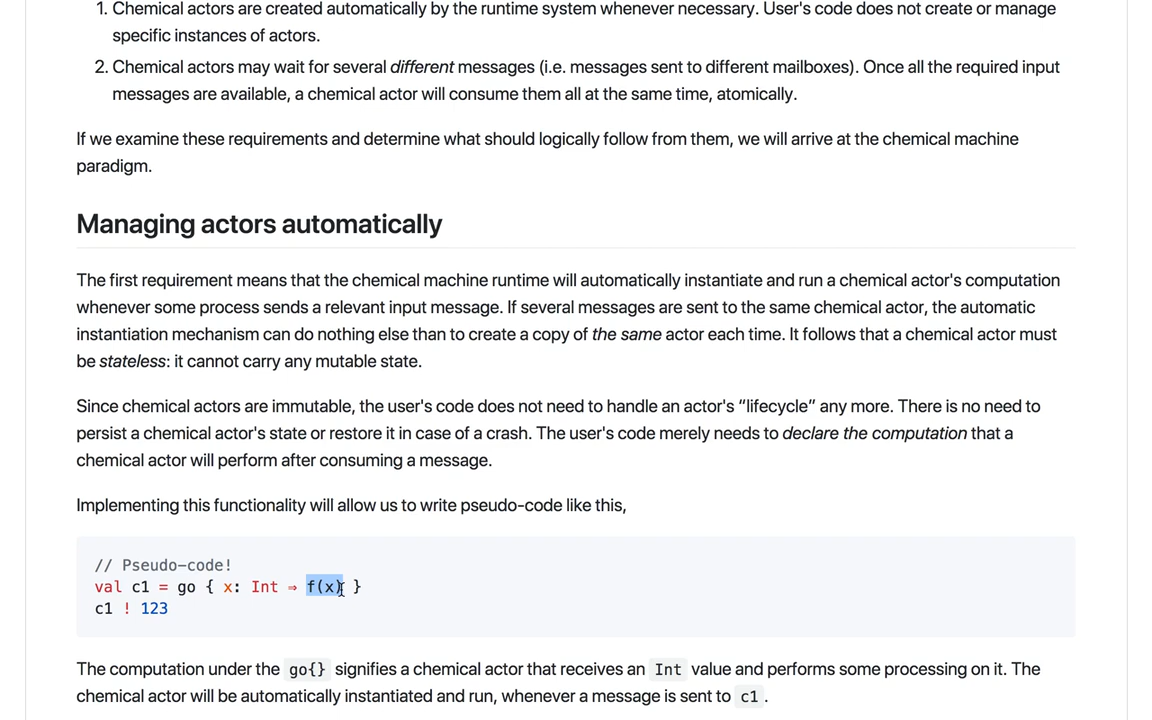 1. Chemical actors are created automatically by the runtime system whenever necessary. User's code does not create or manage
specific instances of actors.
2. Chemical actors may wait for several different messages (i.e. messages sent to different mailboxes). Once all the required input
messages are available, a chemical actor will consume them all at the same time, atomically.
If we examine these requirements and determine what should logically follow from them, we will arrive at the chemical machine
paradigm.
Managing actors automatically
The first requirement means that the chemical machine runtime will automatically instantiate and run a chemical actor's computation
whenever some process sends a relevant input message. If several messages are sent to the same chemical actor, the automatic
instantiation mechanism can do nothing else than to create a copy of the same actor each time. It follows that a chemical actor must
be stateless: it cannot carry any mutable state.
Since chemical actors are immutable, the user's code does not need to handle an actor's “lifecycle” any more. There is no need to
persist a chemical actor's state or restore it in case of a crash. The user's code merely needs to declare the computation that a
chemical actor will perform after consuming a message.
Implementing this functionality will allow us to write pseudo-code like this,
// Pseudo-code!
val c1 = go { x: Int ⇒ f(x) }
c1 ! 123
The computation under the go{} signifies a chemical actor that receives an Int value and performs some processing on it. The
chemical actor will be automatically instantiated and run, whenever a message is sent to c1 .